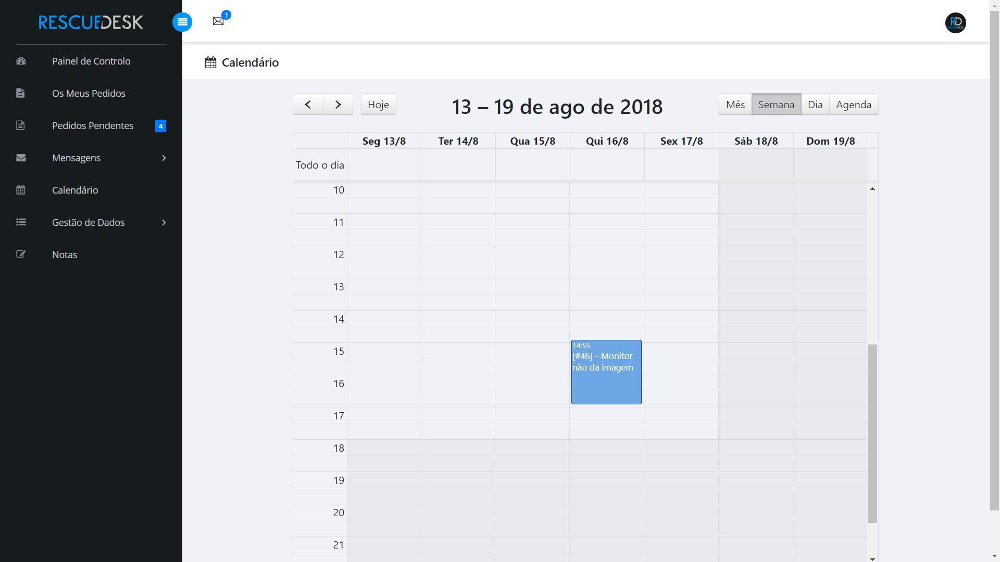 RESCUEDESK
1
RD
RESCUEDESK
Painel de Controlo
Os Meus Pedidos
Pedidos Pendentes 4
Mensagens
Calendário
Gestão de Dados
Notas
Calendário
Hoje
13 – 19 de ago de 2018
Mês Semana Dia Agenda
Seg 13/8 Ter 14/8 Qua 15/8 Qui 16/8 Sex 17/8 Sáb 18/8 Dom 19/8
Todo o dia
10
11
12
13
14
14:55
[#46] - Monitor
não dá imagem
15
16
17
18
19
20
21